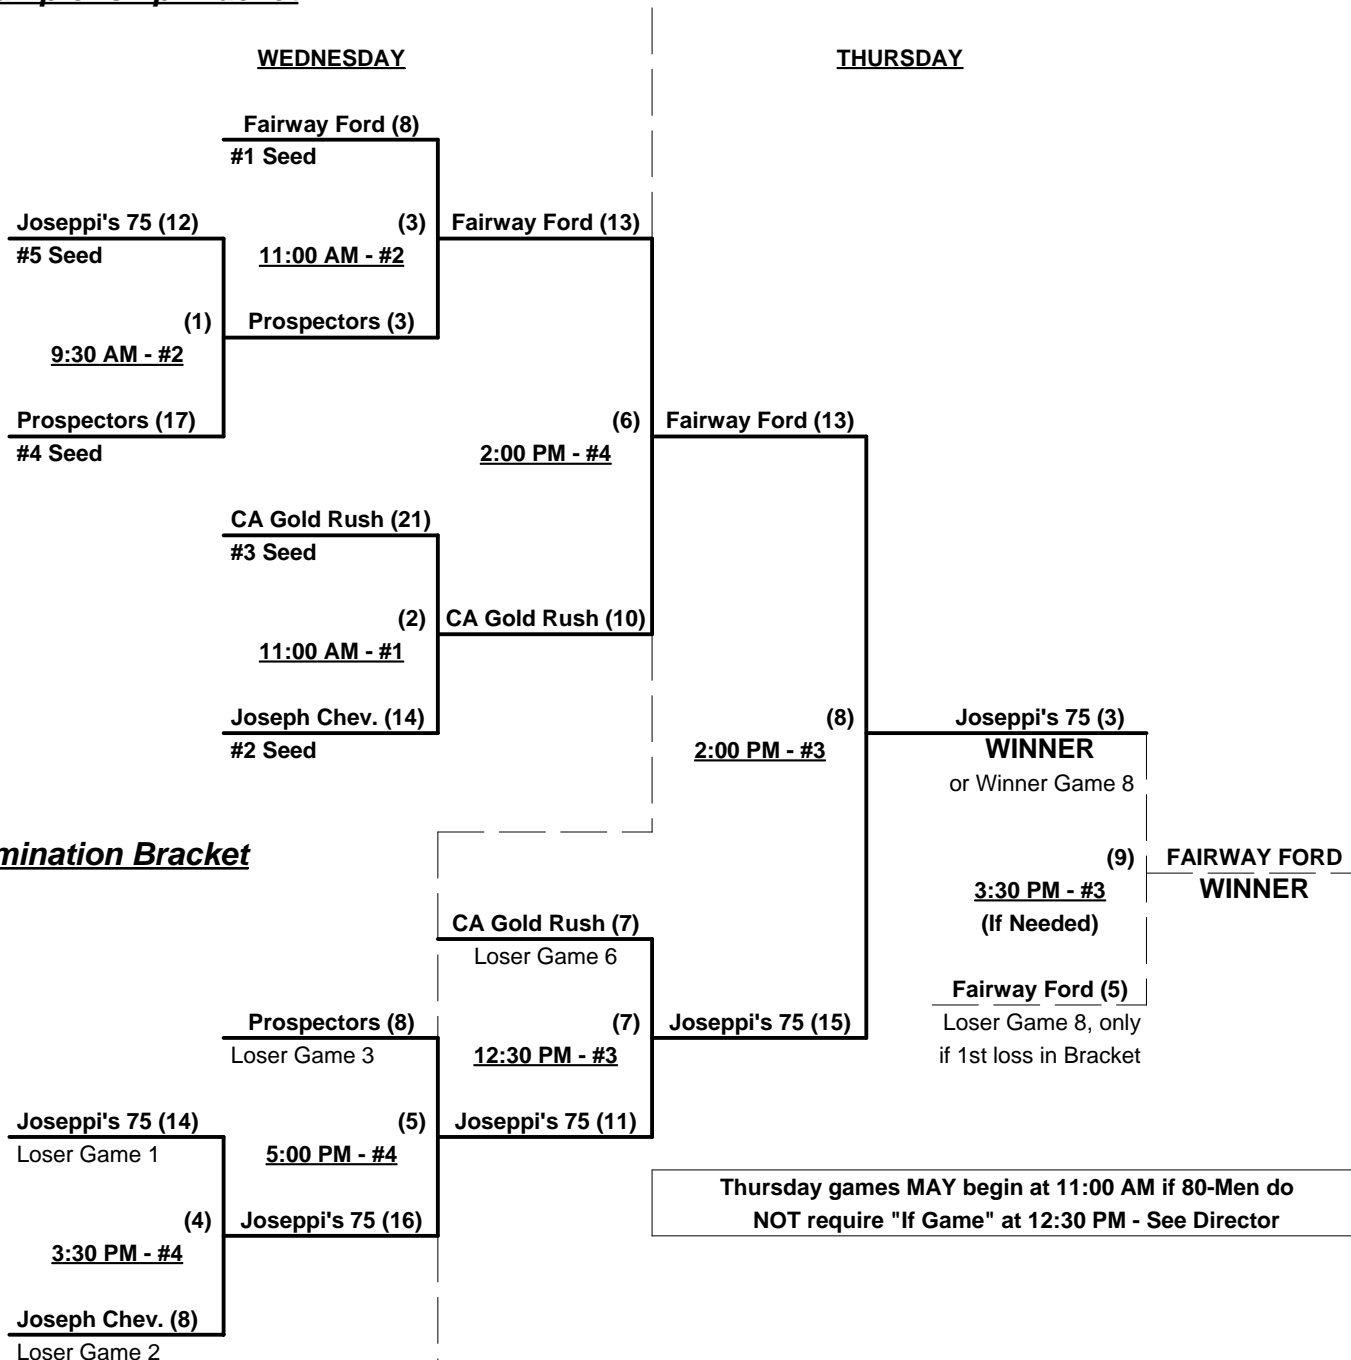 WEDNESDAY
THURSDAY
Fairway Ford (8)
#1 Seed
Joseppi's 75 (12)
#5 Seed
(3)
11:00 AM - #2
Fairway Ford (13)
(1)
9:30 AM - #2
Prospectors (3)
Prospectors (17)
#4 Seed
(6)
2:00 PM - #4
Fairway Ford (13)
CA Gold Rush (21)
#3 Seed
(2)
11:00 AM - #1
CA Gold Rush (10)
Joseph Chev. (14)
#2 Seed
(8)
2:00 PM - #3
Joseppi's 75 (3)
WINNER
or Winner Game 8
mination Bracket
(9)
3:30 PM - #3
(If Needed)
FAIRWAY FORD
WINNER
CA Gold Rush (7)
Loser Game 6
Fairway Ford (5)
Loser Game 8, only
if 1st loss in Bracket
Prospectors (8)
Loser Game 3
(7)
12:30 PM - #3
Joseppi's 75 (15)
Joseppi's 75 (14)
Loser Game 1
(5)
5:00 PM - #4
Joseppi's 75 (11)
(4)
3:30 PM - #4
Joseppi's 75 (16)
Thursday games MAY begin at 11:00 AM if 80-Men do
NOT require "If Game" at 12:30 PM - See Director
Joseph Chev. (8)
Loser Game 2